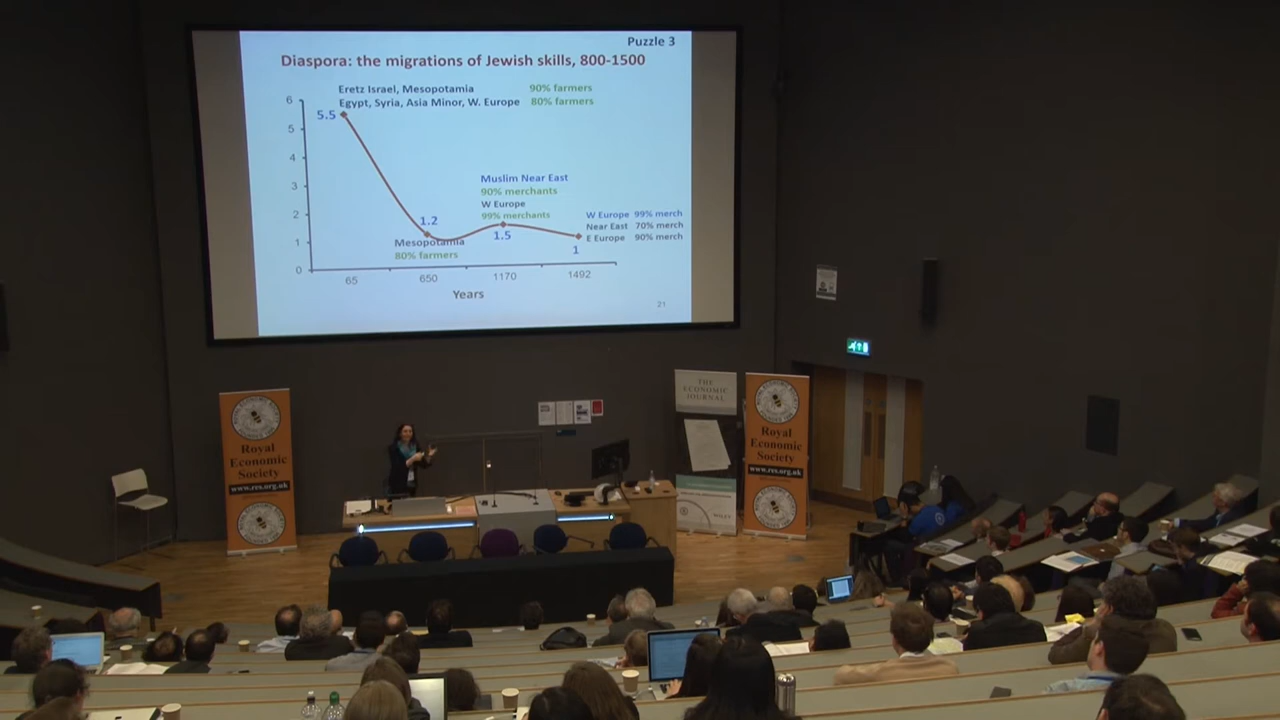 Puzzle 3
Diaspora: the migrations of Jewish skills, 800-1500
Eretz Israel, Mesopotamia 90% farmers
Egypt, Syria, Asia Minor, W. Europe 80% farmers
6
5.5
5
4
3
2
1
0
1.2
Mesopotamia
80% farmers
Muslim Near East
90% merchants
W Europe
99% merchants
1.5
W Europe 99% merch
Near East 70% merch
E Europe 90% merch
1
65 650 1170 1492
Years
21
Royal
Economic
Society
www.res.org.uk
THE
ECONOMIC
JOURNAL
Royal
Economic
Society
www.res.org.uk
WILEY